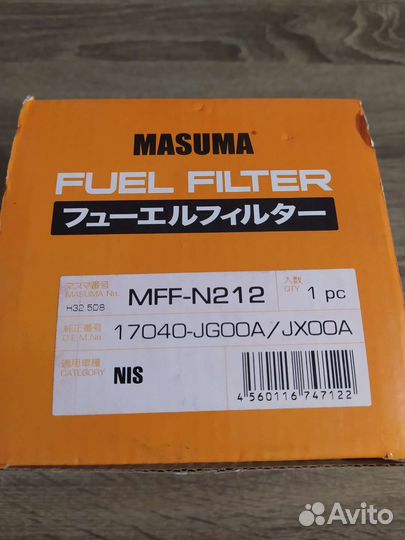 MASUMA®
FUEL FILTER
フューエルフィルター
マスマ番号
MASUMA No.
H32.508
MFF-N212
入数
QTY
1 pc
純正番号
O.E.M.No.
17040-JG00A/JX00A
適用車種
CATEGORY
NIS
4 560116 747122
Avito